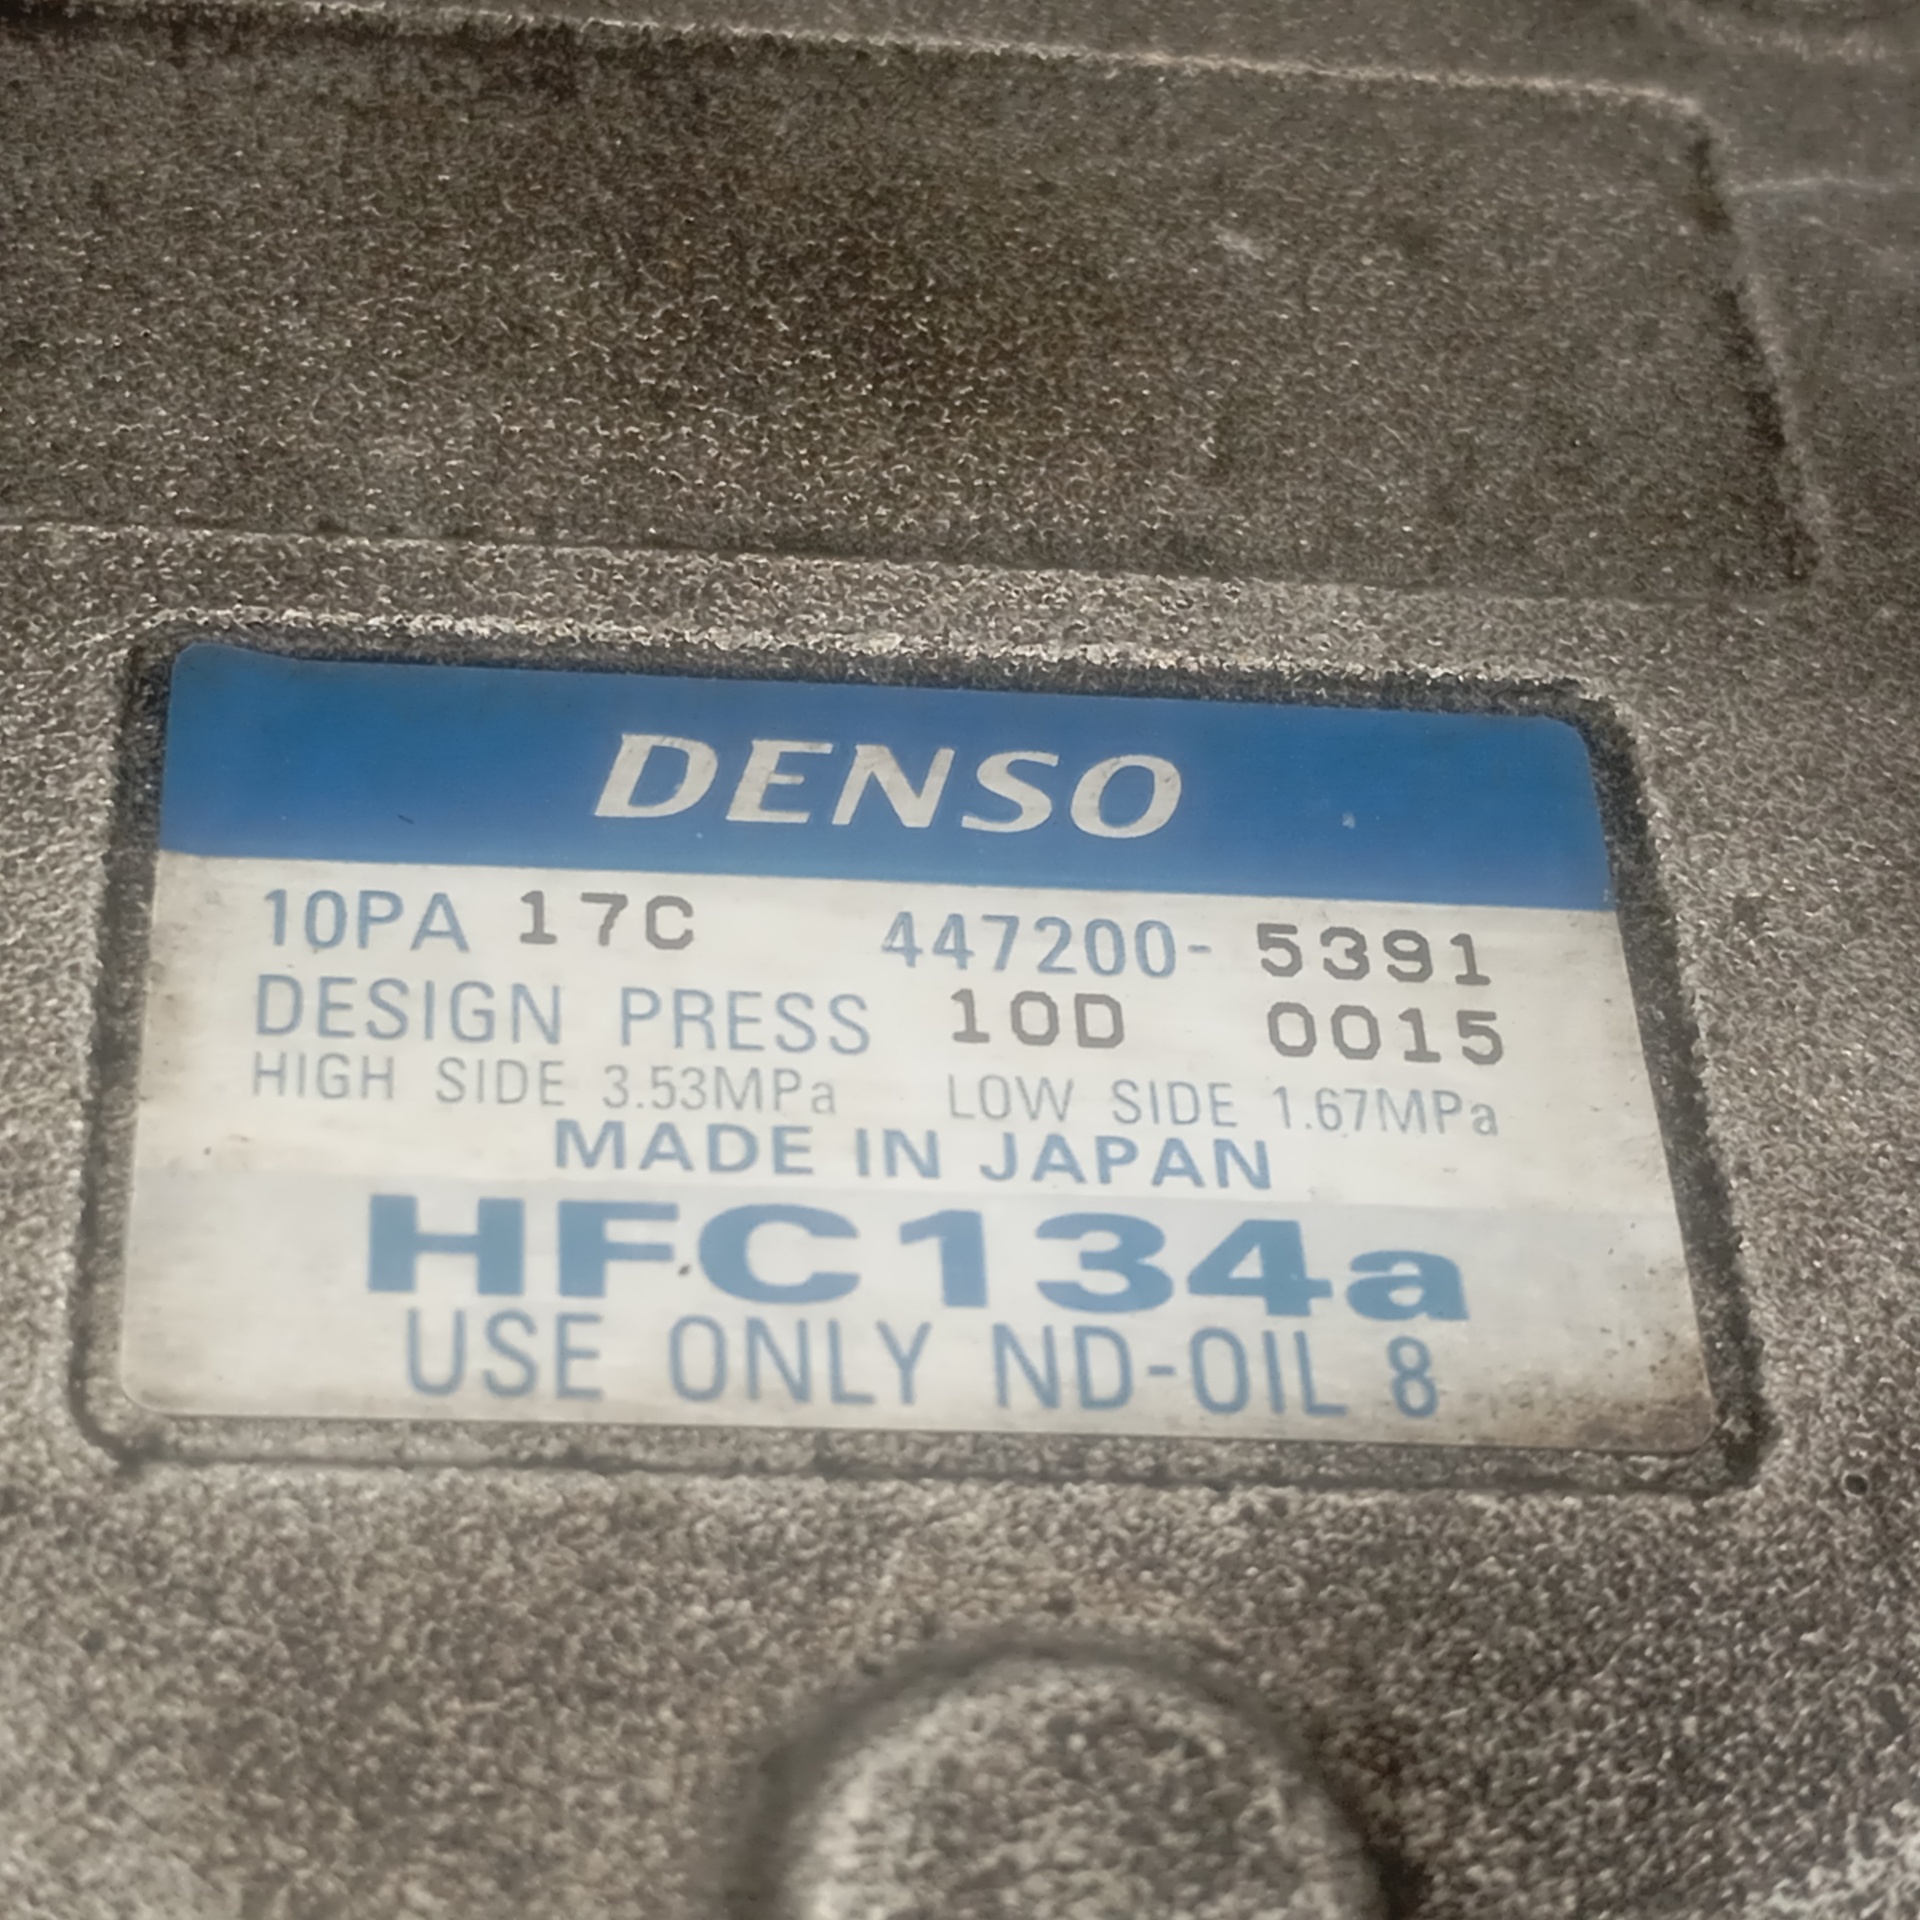 DENSO
10PA 17C 447200- 5391
DESIGN PRESS 10D 0015
HIGH SIDE 3.53MPa LOW SIDE 1.67MPa
MADE IN JAPAN
HFC134a
USE ONLY ND-OIL 8